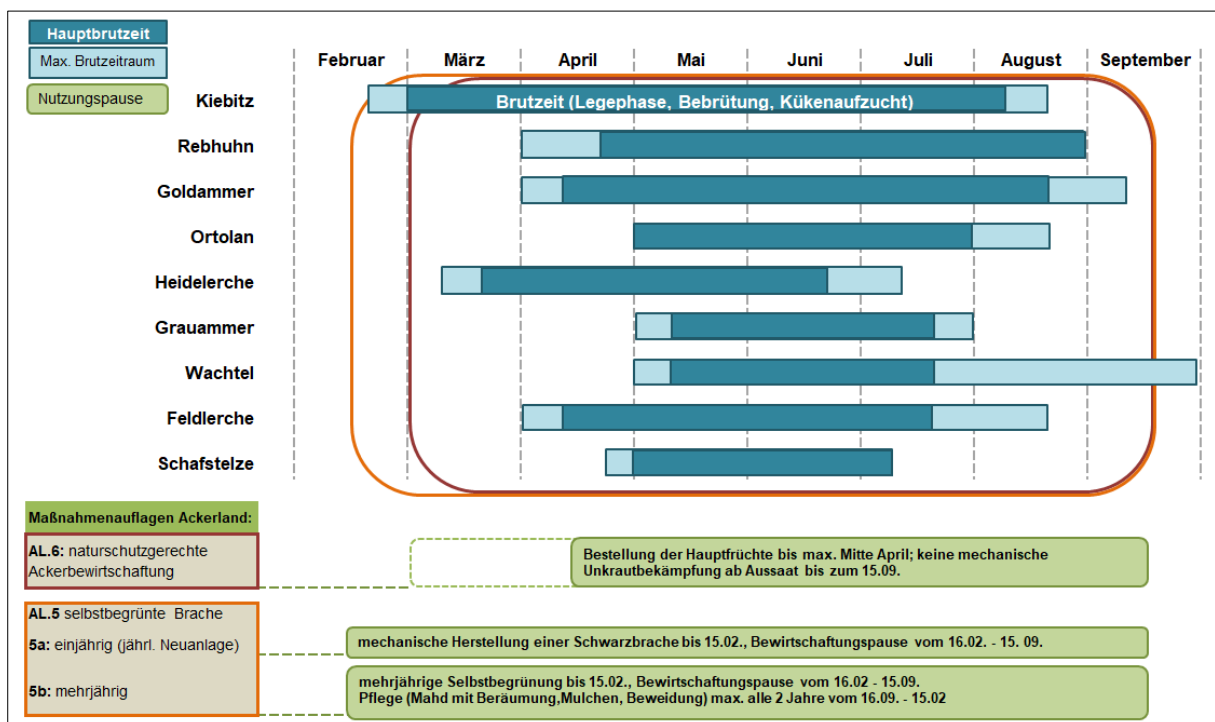 Hauptbrutzeit
Max. Brutzeitraum
Nutzungspause
Februar März April Mai Juni Juli August September
Kiebitz
Brutzeit (Legephase, Bebrütung, Kükenaufzucht)
Rebhuhn
Goldammer
Ortolan
Heidelerche
Grauammer
Wachtel
Feldlerche
Schafstelze
Maßnahmenauflagen Ackerland:
AL.6: naturschutzgerechte
Ackerbewirtschaftung
Bestellung der Hauptfrüchte bis max. Mitte April; keine mechanische
Unkrautbekämpfung ab Aussaat bis zum 15.09.
AL.5 selbstbegrünte Brache
5a: einjährig (jährl. Neuanlage)
mechanische Herstellung einer Schwarzbrache bis 15.02., Bewirtschaftungspause vom 16.02. - 15. 09.
5b: mehrjährig
mehrjährige Selbstbegrünung bis 15.02., Bewirtschaftungspause vom 16.02 - 15.09.
Pflege (Mahd mit Beräumung,Mulchen, Beweidung) max. alle 2 Jahre vom 16.09. - 15.02